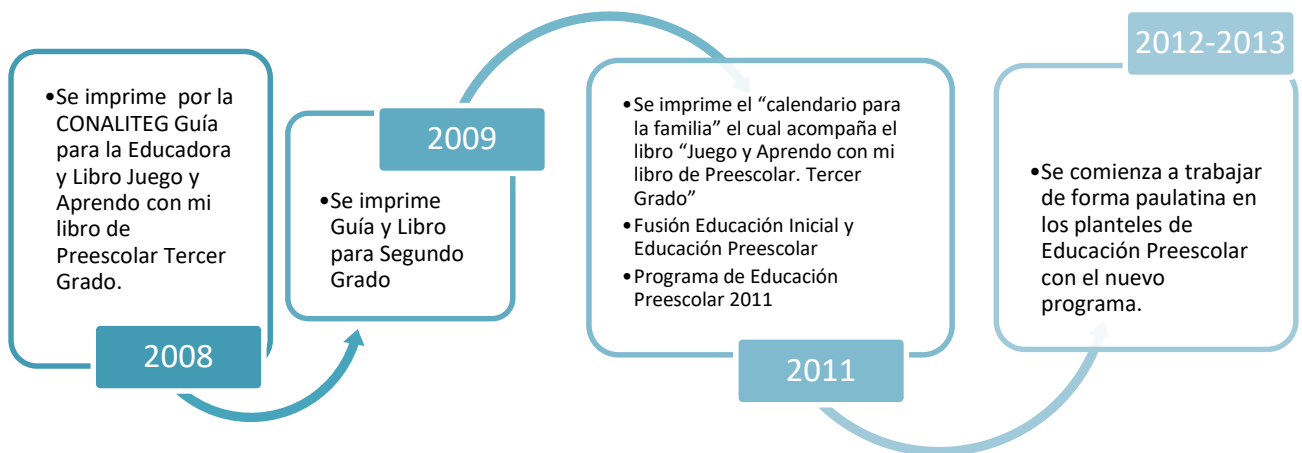 •Se imprime por la
CONALITEG Guía
para la Educadora
y Libro Juego y
Aprendo con mi
libro de
Preescolar Tercer
Grado.
2008
2009
•Se imprime
Guía y Libro
para Segundo
Grado
•Se imprime el “calendario para
la familia” el cual acompaña el
libro “Juego y Aprendo con mi
libro de Preescolar. Tercer
Grado”
•Fusión Educación Inicial y
Educación Preescolar
•Programa de Educación
Preescolar 2011
2011
2012-2013
•Se comienza a trabajar
de forma paulatina en
los planteles de
Educación Preescolar
con el nuevo
programa.